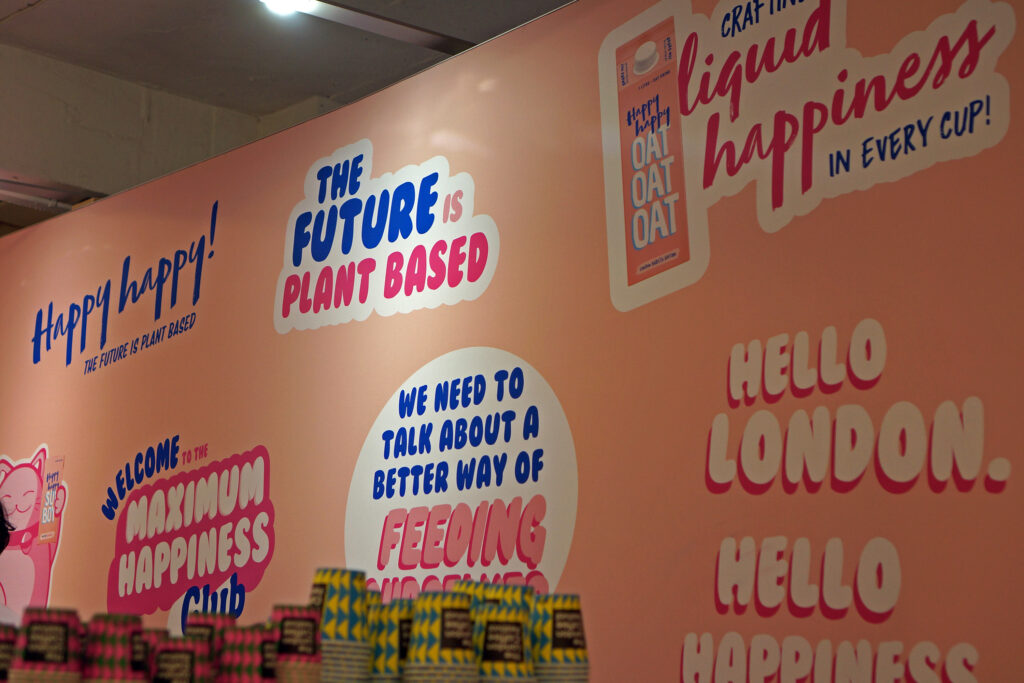 CRAFTING
liquid
happiness
IN EVERY CUP!
Happy
happy
OAT
OAT
OAT
THE
FUTURE IS
PLANT BASED
Happy happy!
THE FUTURE IS PLANT BASED
HELLO
LONDON.
WE NEED TO
TALK ABOUT A
BETTER WAY OF
FEEDING
OURSELVES
WELCOME TO THE
MAXIMUM
HAPPINESS
Club
HELLO
HAPPINESS